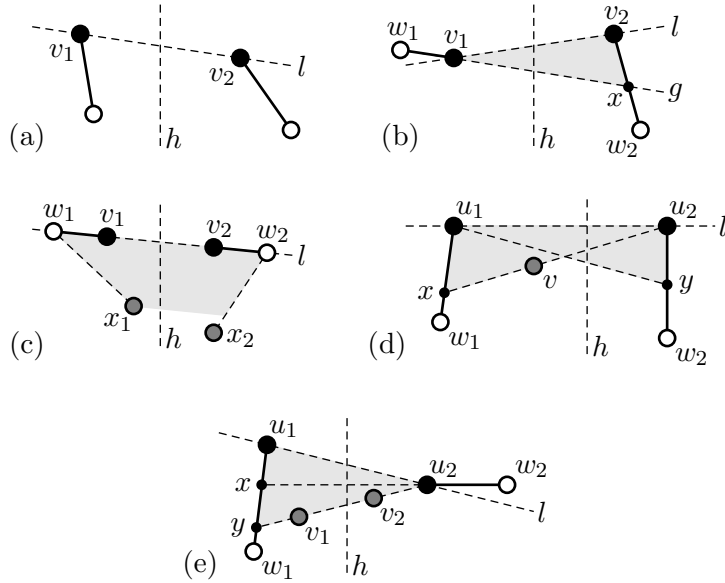 v1 v2 l h (a)
w1 v1 v2 l x g h w2 (b)
w1 v1 v2 w2 l x1 x2 h (c)
u1 u2 l v x y w1 h w2 (d)
u1 u2 w2 x y v1 v2 l w1 h (e)